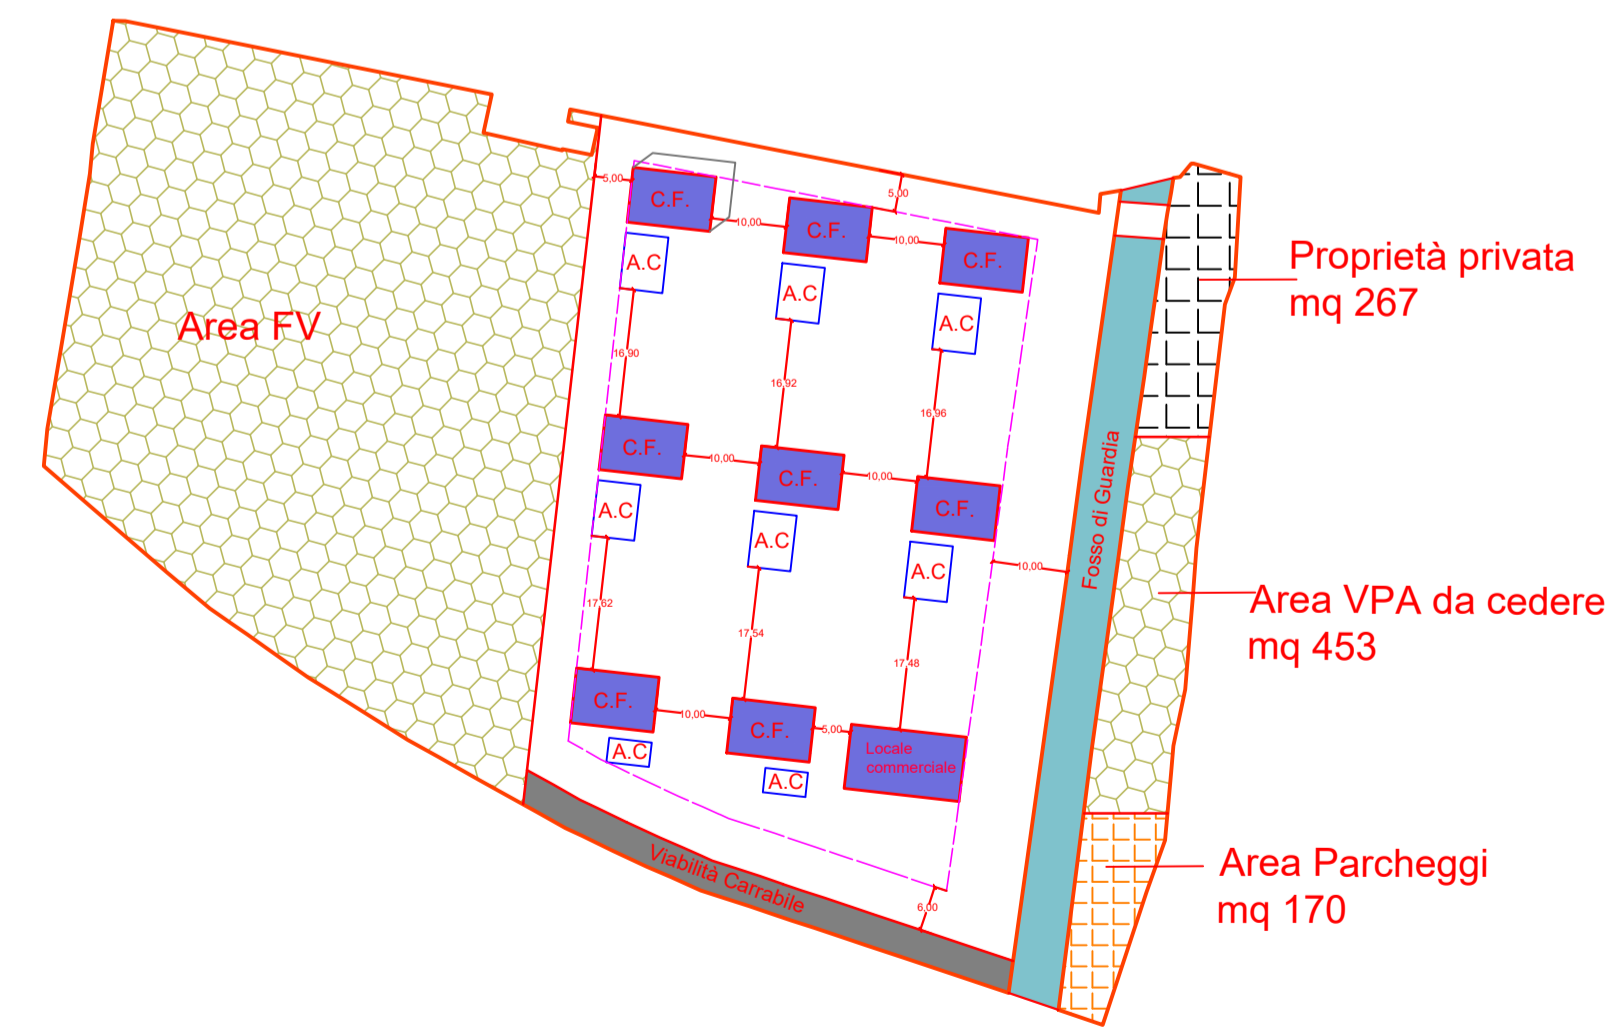 C.F.
5,00
5,00
C.F.
10,00
10,00
C.F.
A.C
A.C
A.C
Proprietà privata
mq 267
Area FV
16,90
16,92
16,96
C.F.
10,00
C.F.
10,00
C.F.
A.C
A.C
A.C
10,00
Fosso di Guardia
Area VPA da cedere
mq 453
17,62
17,54
17,48
C.F.
10,00
C.F.
5,00
Locale
commerciale
A.C
A.C
Viabilità Carrabile
6,00
Area Parcheggi
mq 170